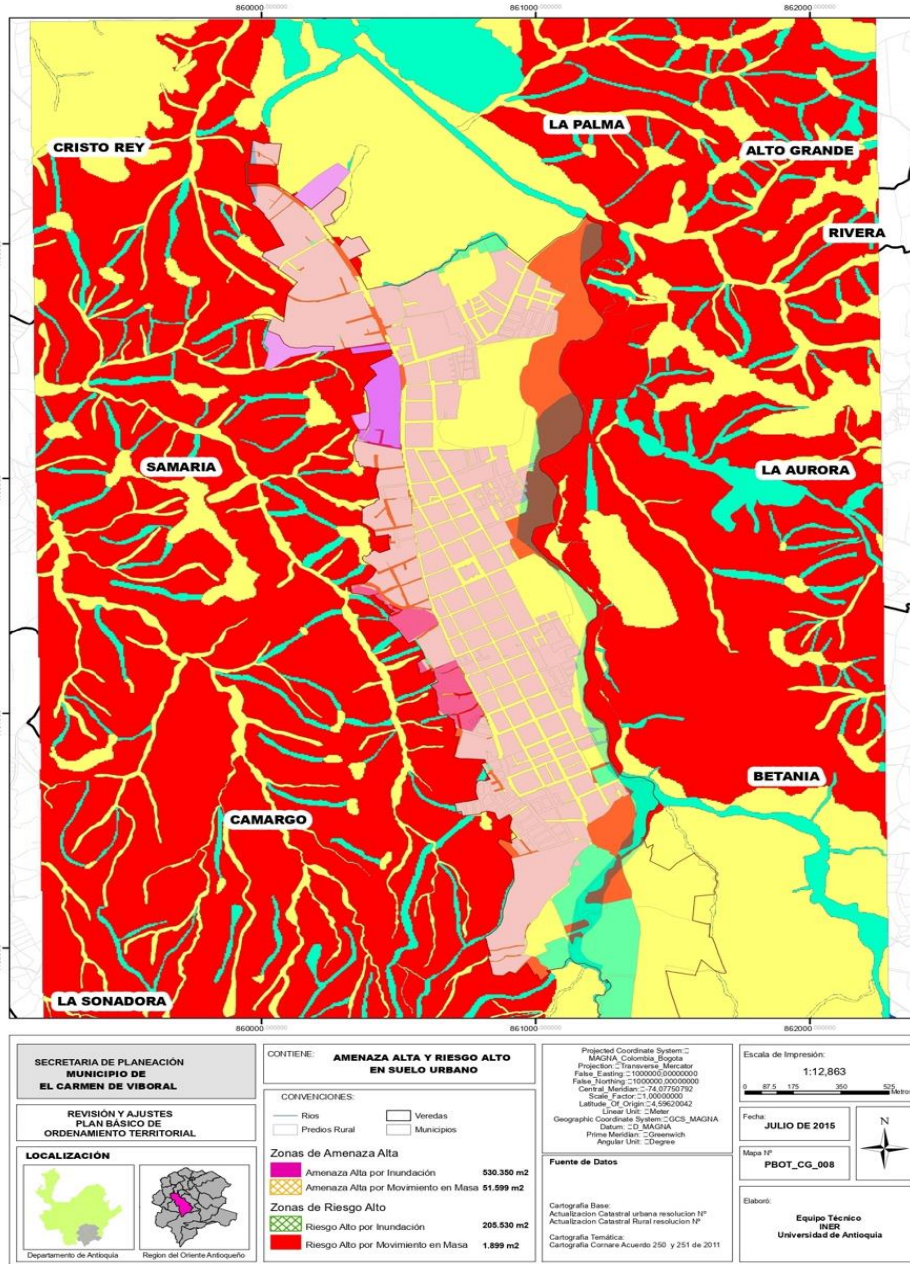 860000
861000
862000
CRISTO REY
LA PALMA
ALTO GRANDE
RIVERA
SAMARIA
LA AURORA
BETANIA
CAMARGO
LA SONADORA
860000
861000
862000
SECRETARIA DE PLANEACIÓN
MUNICIPIO DE
EL CARMEN DE VIBORAL
REVISIÓN Y AJUSTES
PLAN BÁSICO DE
ORDENAMIENTO TERRITORIAL
LOCALIZACIÓN
Departamento de Antioquia
Region del Oriente Antioqueño
CONTIENE:
AMENAZA ALTA Y RIESGO ALTO
EN SUELO URBANO
CONVENCIONES:
Rios
Veredas
Predios Rural
Municipios
Zonas de Amenaza Alta
Amenaza Alta por Inundación 530.350 m2
Amenaza Alta por Movimiento en Masa 51.599 m2
Zonas de Riesgo Alto
Riesgo Alto por Inundación 205.530 m2
Riesgo Alto por Movimiento en Masa 1.899 m2
Projected Coordinate System:
MAGNA_Colombia_Bogota
Projection: Transverse_Mercator
False_Easting: 1000000,00000000
False_Northing: 1000000,00000000
Central_Meridian: -74,07750792
Scale_Factor: 1,00000000
Latitude_Of_Origin: 4,59620042
Linear Unit: Meter
Geographic Coordinate System: GCS_MAGNA
Datum: D_MAGNA
Prime Meridian: Greenwich
Angular Unit: Degree
Fuente de Datos
Cartografía Base:
Actualizacion Catastral urbana resolucion Nº
Actualizacion Catastral Rural resolucion Nº
Cartografía Temática:
Cartografía Cornare Acuerdo 250 y 251 de 2011
Escala de Impresión:
1:12,863
0 87.5 175 350 525
Metros
Fecha:
JULIO DE 2015
Mapa Nº
PBOT_CG_008
N
Elaboró:
Equipo Técnico
INER
Universidad de Antioquia